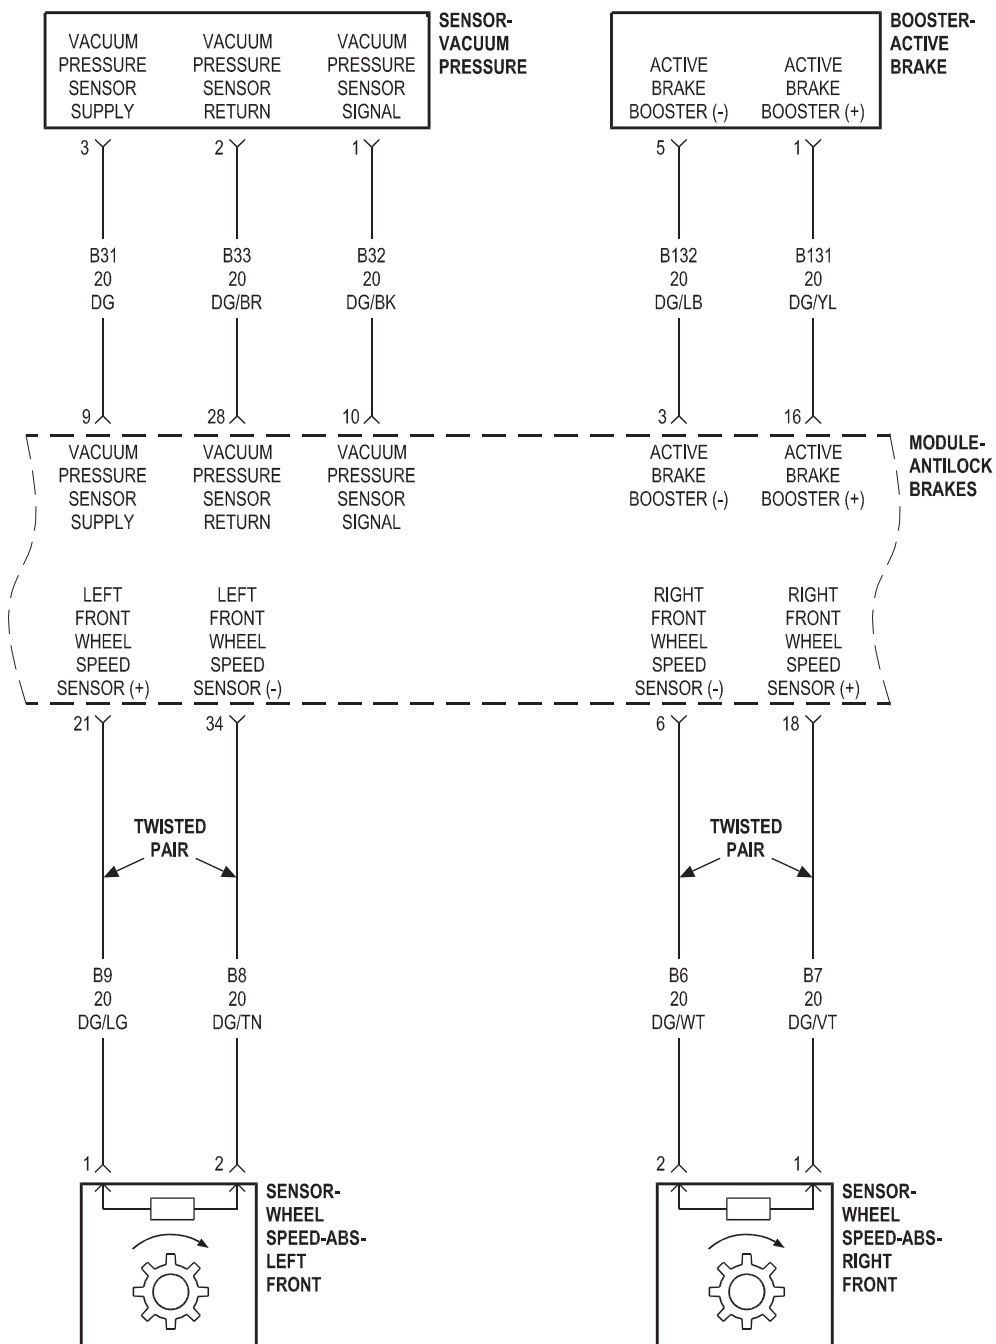 SENSOR-
VACUUM
PRESSURE
VACUUM
PRESSURE
SENSOR
SUPPLY
VACUUM
PRESSURE
SENSOR
RETURN
VACUUM
PRESSURE
SENSOR
SIGNAL
BOOSTER-
ACTIVE
BRAKE
ACTIVE
BRAKE
BOOSTER (-)
ACTIVE
BRAKE
BOOSTER (+)
3
2
1
5
1
B31
20
DG
B33
20
DG/BR
B32
20
DG/BK
B132
20
DG/LB
B131
20
DG/YL
9
28
10
3
16
MODULE-
ANTILOCK
BRAKES
VACUUM
PRESSURE
SENSOR
SUPPLY
VACUUM
PRESSURE
SENSOR
RETURN
VACUUM
PRESSURE
SENSOR
SIGNAL
ACTIVE
BRAKE
BOOSTER (-)
ACTIVE
BRAKE
BOOSTER (+)
LEFT
FRONT
WHEEL
SPEED
SENSOR (+)
LEFT
FRONT
WHEEL
SPEED
SENSOR (-)
RIGHT
FRONT
WHEEL
SPEED
SENSOR (-)
RIGHT
FRONT
WHEEL
SPEED
SENSOR (+)
21
34
6
18
TWISTED
PAIR
TWISTED
PAIR
B9
20
DG/LG
B8
20
DG/TN
B6
20
DG/WT
B7
20
DG/VT
1
2
2
1
SENSOR-
WHEEL
SPEED-ABS-
LEFT
FRONT
SENSOR-
WHEEL
SPEED-ABS-
RIGHT
FRONT